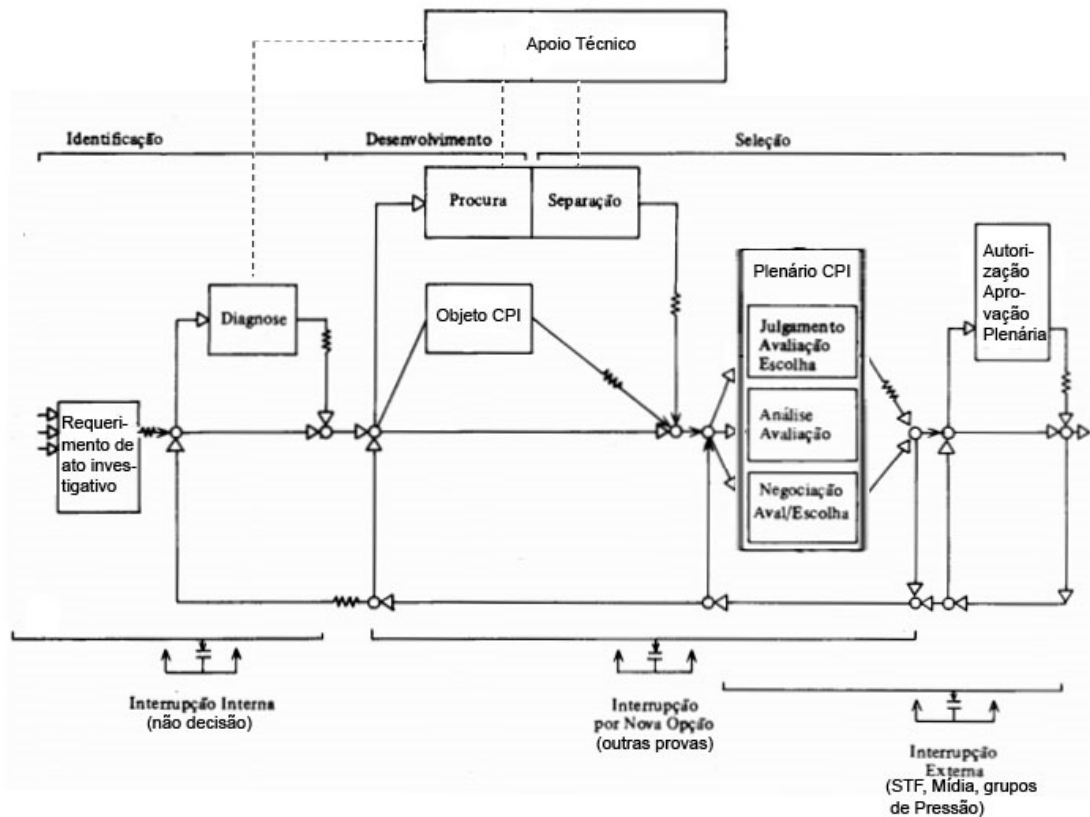 Apoio Técnico
Identificação
Desenvolvimento
Seleção
Procura
Separação
Diagnose
Objeto CPI
Plenário CPI
Julgamento
Avaliação
Escolha
Análise
Avaliação
Negociação
Aval/Escolha
Autori-
zação
Apro-
vação
Plenária
Requeri-
mento de
ato inves-
tigativo
Interrupção Interna
(não decisão)
Interrupção
por Nova Opção
(outras provas)
Interrupção
Externa
(STF, Mídia, grupos
de Pressão)